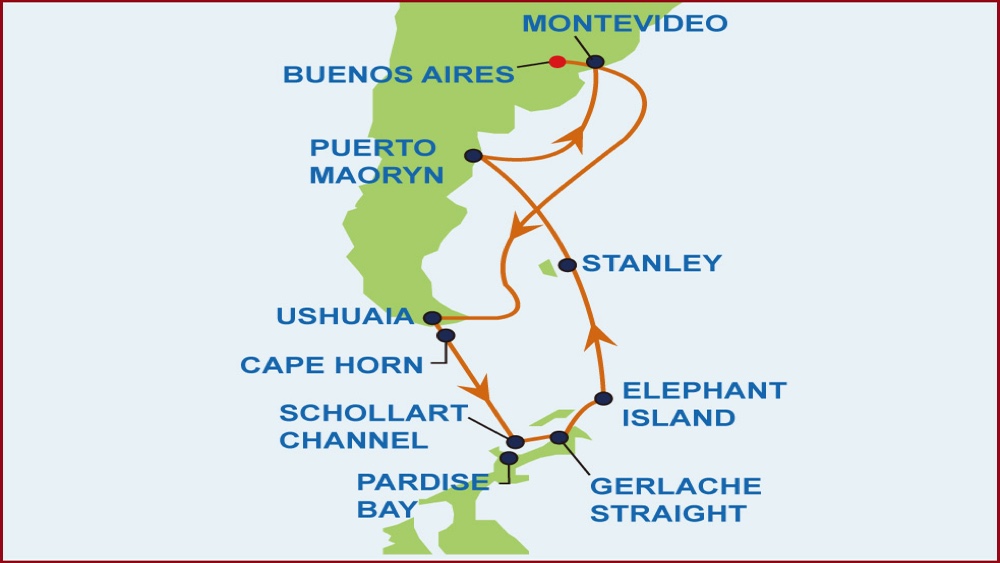 MONTEVIDEO
BUENOS AIRES
PUERTO
MAORYN
STANLEY
USHUAIA
CAPE HORN
ELEPHANT
ISLAND
SCHOLLART
CHANNEL
PARDISE
BAY
GERLACHE
STRAIGHT